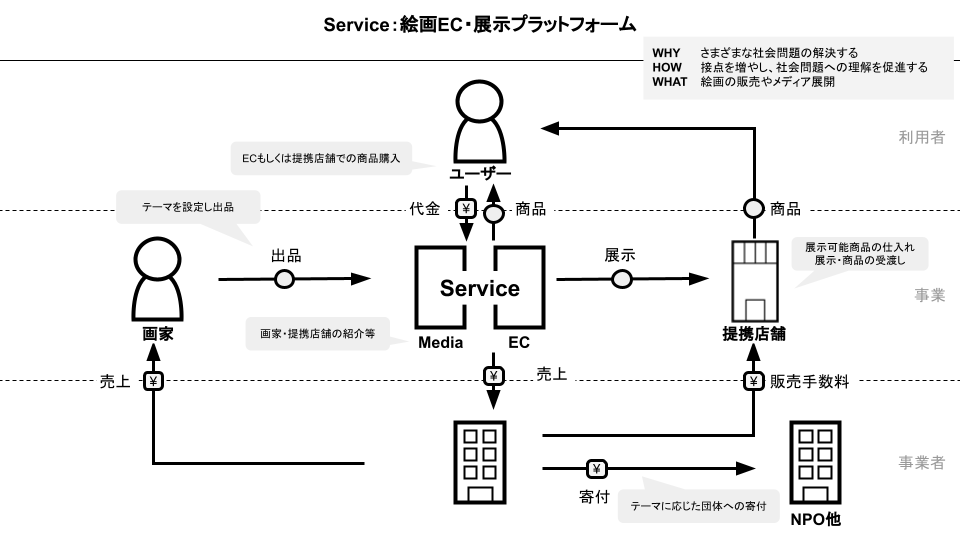 Service：絵画EC・展示プラットフォーム
WHY さまざまな社会問題の解決する
HOW 接点を増やし、社会問題への理解を促進する
WHAT 絵画の販売やメディア展開
利用者
ECもしくは提携店舗での商品購入
ユーザー
テーマを設定し出品
代金
¥
商品
商品
出品
展示
展示可能商品の仕入れ
展示・商品の受渡し
Service
事業
画家・提携店舗の紹介等
画家
Media
EC
提携店舗
売上
¥
¥
売上
¥
販売手数料
事業者
¥
寄付
テーマに応じた団体への寄付
NPO他